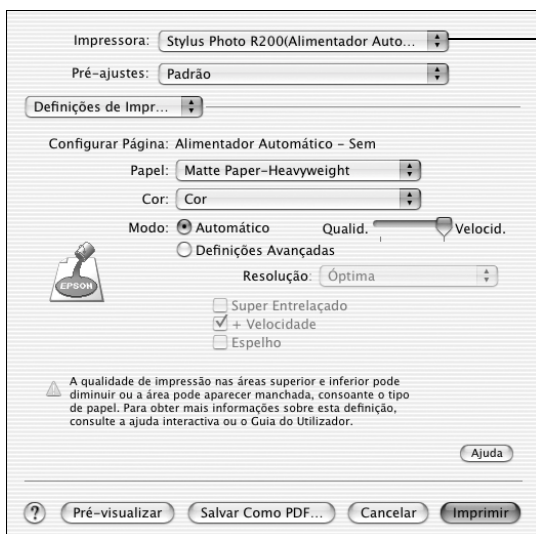 Impressora: Stylus Photo R200(Alimentador Auto...
Pré-ajustes: Padrão
Definições de Impr...
Configurar Página: Alimentador Automático – Sem
Papel: Matte Paper–Heavyweight
Cor: Cor
Modo: Automático Qualid. Velocid.
Definições Avançadas
Resolução: Óptima
Super Entrelaçado
+ Velocidade
Espelho
EPSON
A qualidade de impressão nas áreas superior e inferior pode
diminuir ou a área pode aparecer manchada, consoante o tipo
de papel. Para obter mais informações sobre esta definição,
consulte a ajuda interactiva ou o Guia do Utilizador.
Ajuda
? Pré-visualizar Salvar Como PDF... Cancelar Imprimir